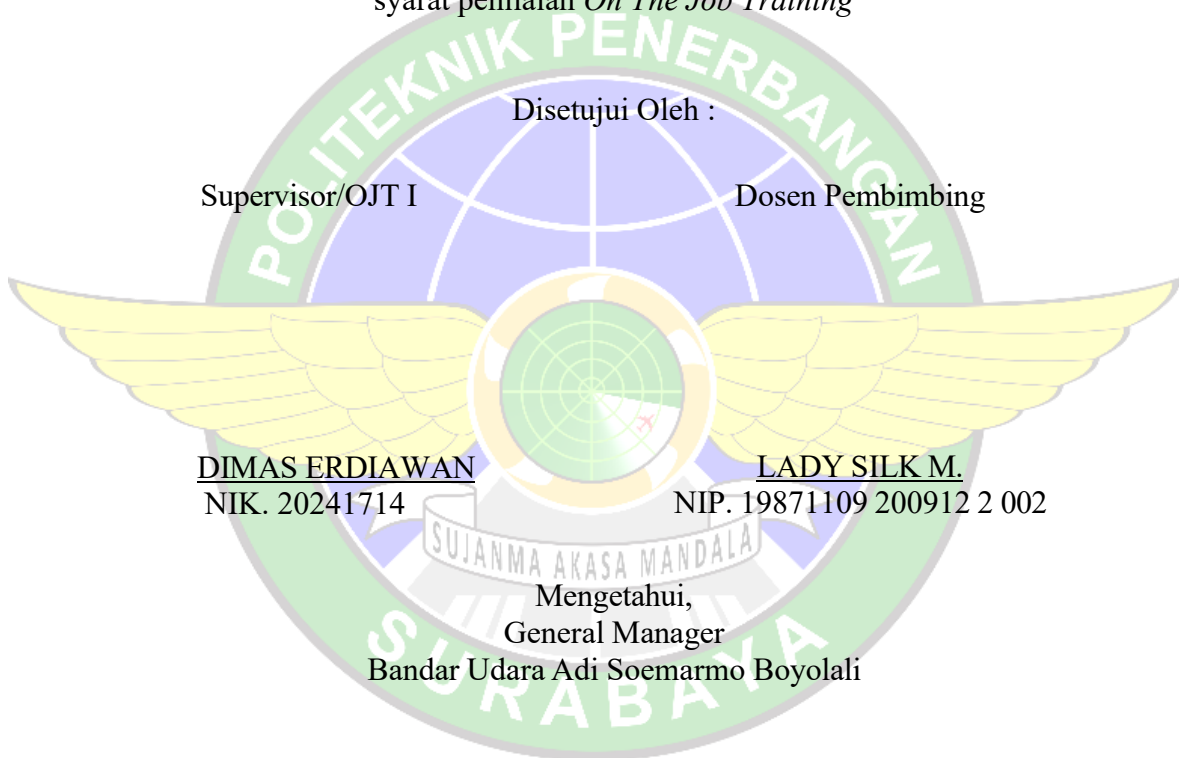 syarat penilaian On The Job Training
Disetujui Oleh :
Supervisor/OJT I
Dosen Pembimbing
DIMAS ERDIAWAN
NIK. 20241714
LADY SILK M.
NIP. 19871109 200912 2 002
Mengetahui,
General Manager
Bandar Udara Adi Soemarmo Boyolali
POLITEKNIK PENERBANGAN
SUJANMA AKASA MANDALA
SURABAYA